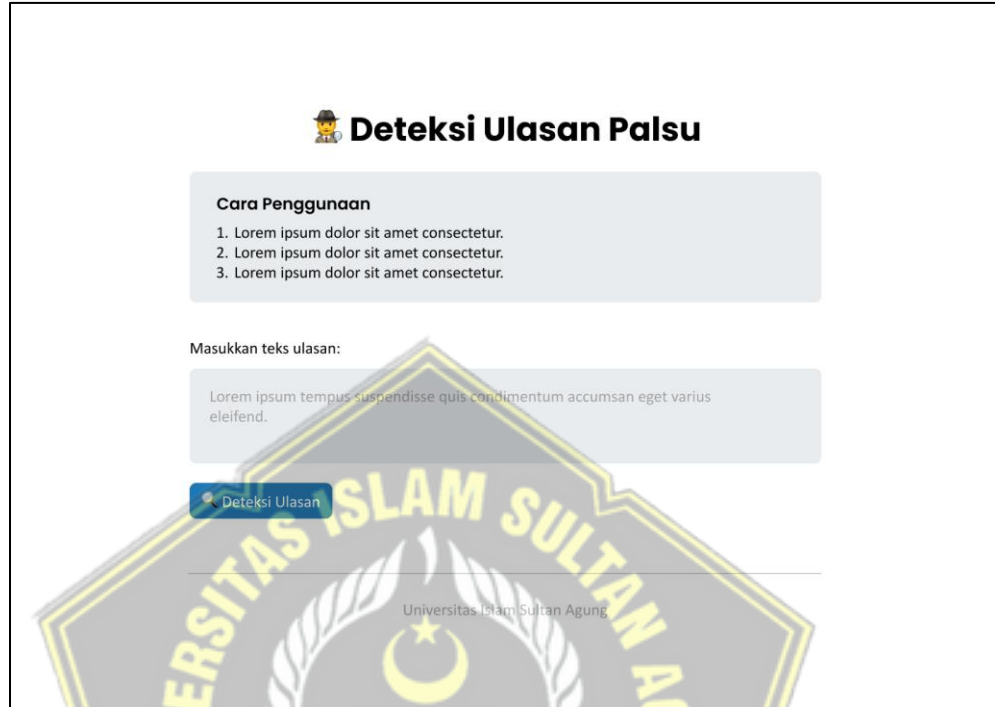 🕵️ Deteksi Ulasan Palsu
Cara Penggunaan
1. Lorem ipsum dolor sit amet consectetur.
2. Lorem ipsum dolor sit amet consectetur.
3. Lorem ipsum dolor sit amet consectetur.
Masukkan teks ulasan:
Lorem ipsum tempus suspendisse quis condimentum accumsan eget varius
eleifend.
🔍 Deteksi Ulasan
ISLAM SULTAN
Universitas Islam Sultan Agung